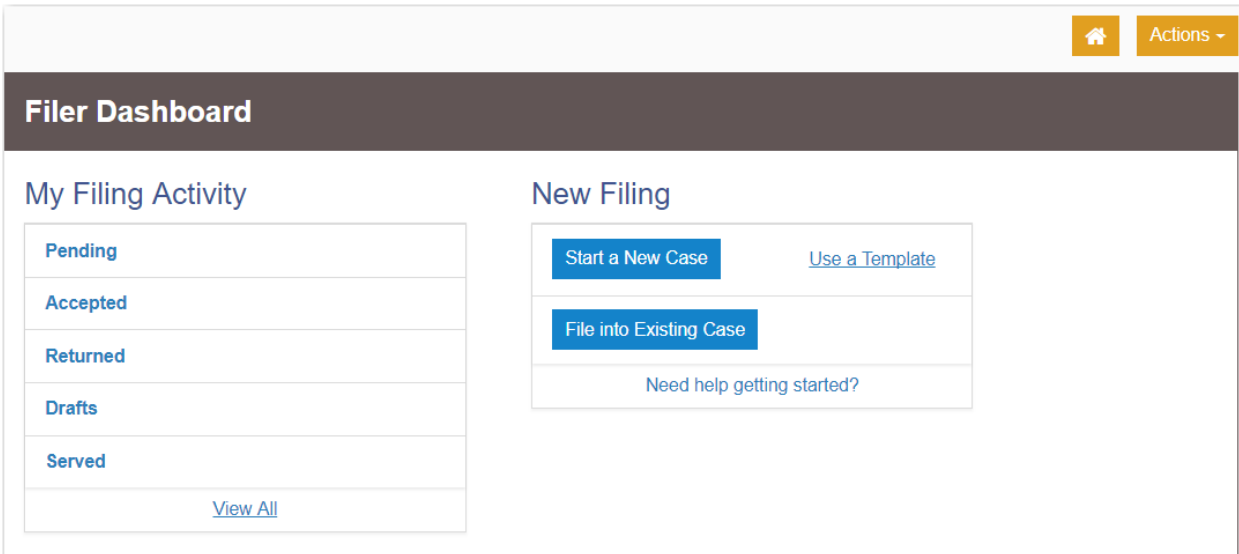 Actions
Filer Dashboard
My Filing Activity
Pending
Accepted
Returned
Drafts
Served
View All
New Filing
Start a New Case
Use a Template
File into Existing Case
Need help getting started?